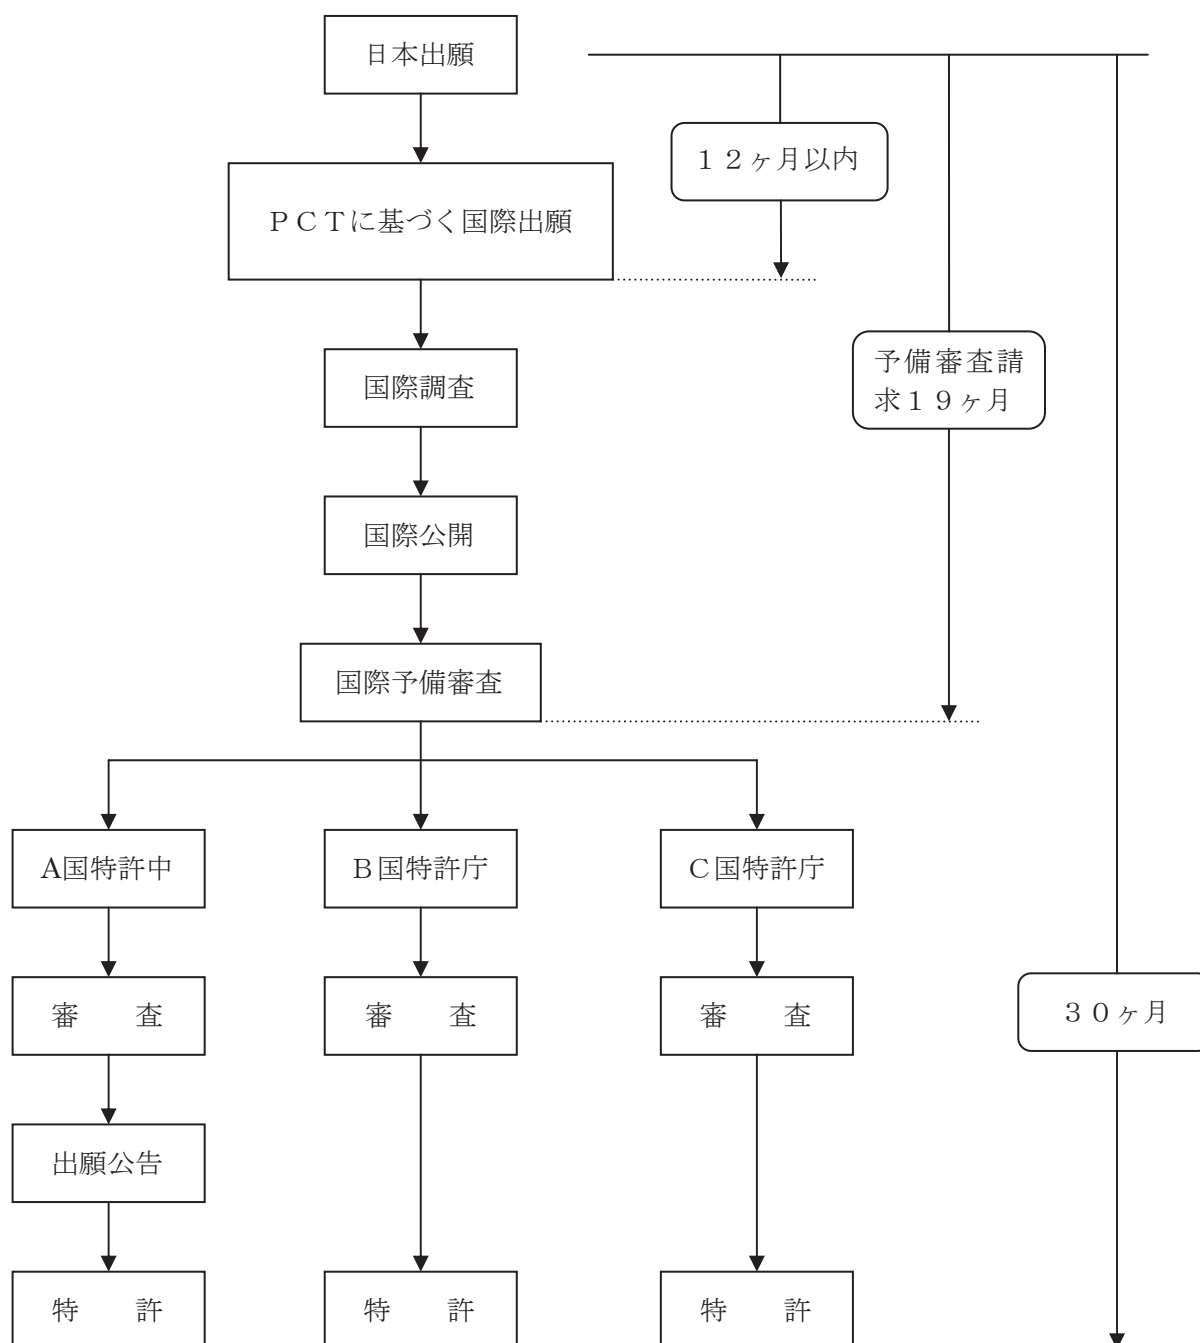 日本出願
１２ヶ月以内
ＰＣＴに基づく国際出願
予備審査請
求１９ヶ月
国際調査
国際公開
国際予備審査
A国特許中
Ｂ国特許庁
Ｃ国特許庁
審　　査
審　　査
審　　査
３０ヶ月
出願公告
特　　許
特　　許
特　　許